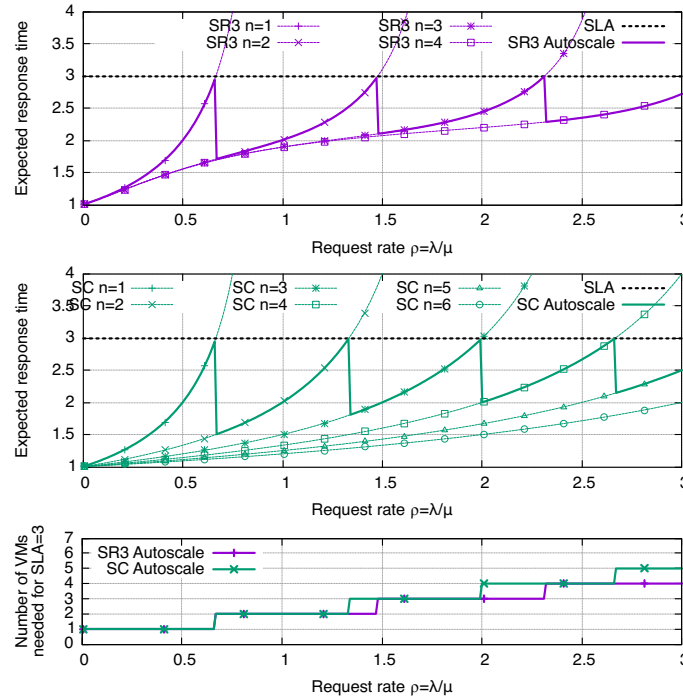 4
3.5
3
2.5
2
1.5
1
Expected response time
SR3 n=1
SR3 n=2
SR3 n=3
SR3 n=4
SLA
SR3 Autoscale
0 0.5 1 1.5 2 2.5 3
Request rate ρ=λ/μ
4
3.5
3
2.5
2
1.5
1
Expected response time
SC n=1
SC n=2
SC n=3
SC n=4
SC n=5
SC n=6
SLA
SC Autoscale
0 0.5 1 1.5 2 2.5 3
Request rate ρ=λ/μ
7
6
5
4
3
2
1
Number of VMs
needed for SLA=3
SR3 Autoscale
SC Autoscale
0 0.5 1 1.5 2 2.5 3
Request rate ρ=λ/μ